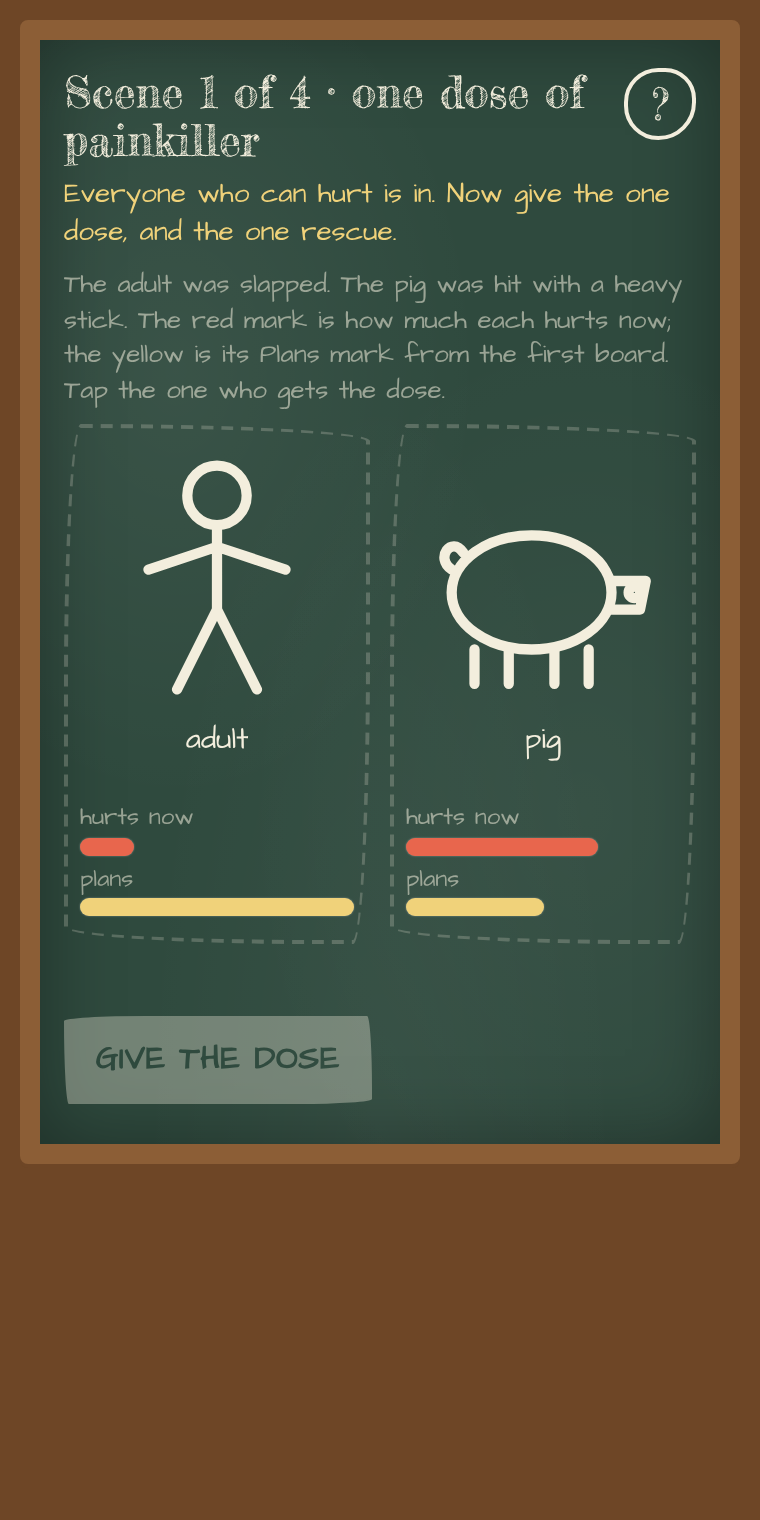 Scene 1 of 4 · one dose of
painkiller
?
Everyone who can hurt is in. Now give the one
dose, and the one rescue.
The adult was slapped. The pig was hit with a heavy
stick. The red mark is how much each hurts now;
the yellow is its Plans mark from the first board.
Tap the one who gets the dose.
adult
pig
hurts now
hurts now
plans
plans
GIVE THE DOSE